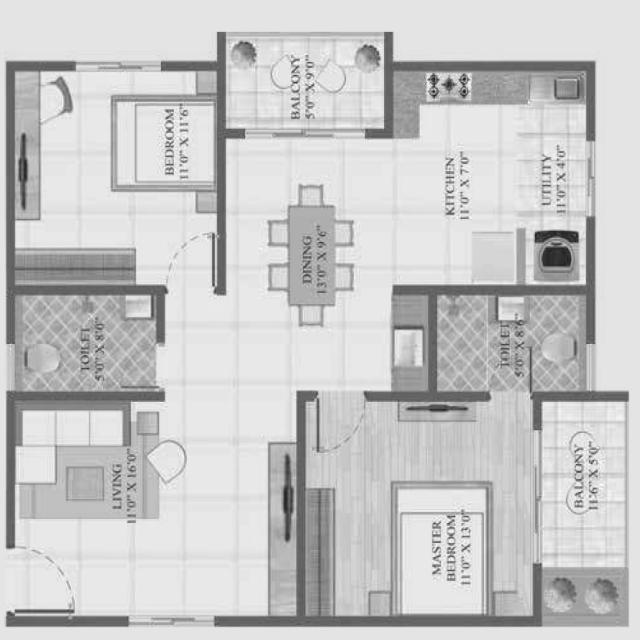 BALCONY
5'0" X 9'0"
BEDROOM
11'0" X 11'6"
KITCHEN
11'0" X 7'0"
UTILITY
11'0" X 4'0"
DINING
13'0" X 9'6"
TOILET
5'0" X 8'0"
TOILET
5'0" X 8'6"
LIVING
11'0" X 16'0"
MASTER
BEDROOM
11'0" X 13'0"
BALCONY
11'6" X 5'0"